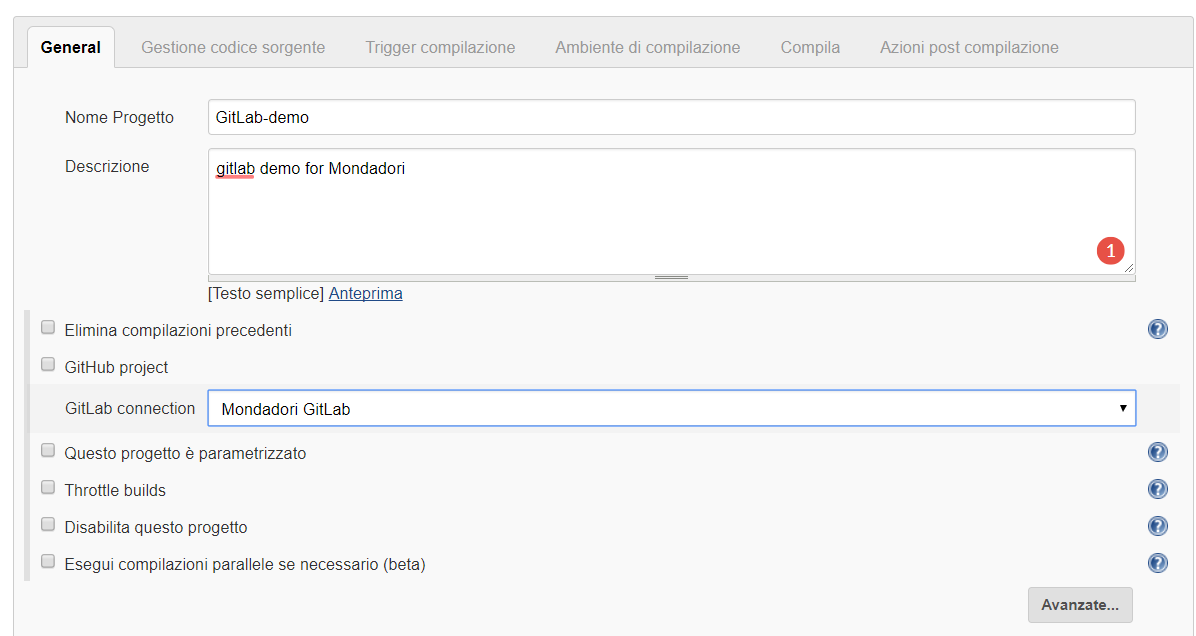 General Gestione codice sorgente Trigger compilazione Ambiente di compilazione Compila Azioni post compilazione
Nome Progetto GitLab-demo
Descrizione gitlab demo for Mondadori
1
[Testo semplice] Anteprima
Elimina compilazioni precedenti ?
GitHub project
GitLab connection Mondadori GitLab
Questo progetto è parametrizzato ?
Throttle builds ?
Disabilita questo progetto ?
Esegui compilazioni parallele se necessario (beta) ?
Avanzate...